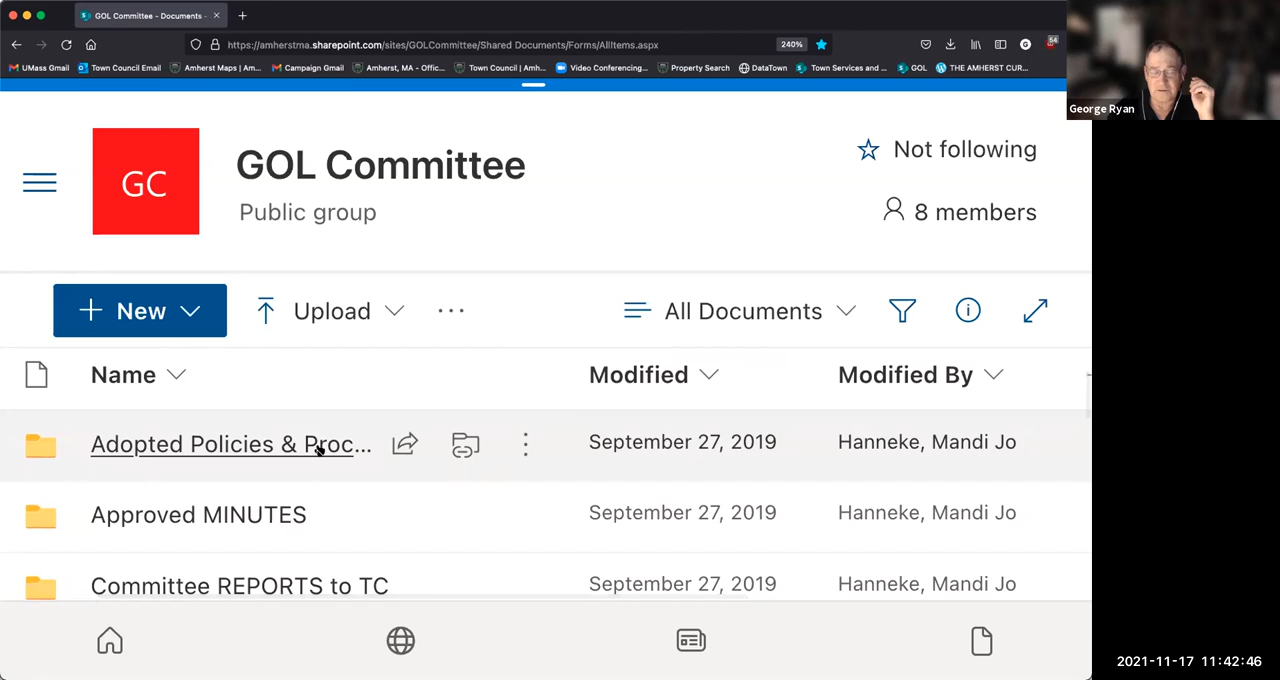 GOL Committee - Documents -
https://amherstma.sharepoint.com/sites/GOLCommittee/Shared Documents/Forms/AllItems.aspx
240%
54
UMass Gmail Town Council Email Amherst Maps | Am... Campaign Gmail Amherst, MA - Offic... Town Council | Amh... Video Conferencing... Property Search DataTown Town Services and ... GOL THE AMHERST CUR...
George Ryan
GC
GOL Committee
Public group
Not following
8 members
New
Upload
...
All Documents
Name Modified Modified By
Adopted Policies & Proc... September 27, 2019 Hanneke, Mandi Jo
Approved MINUTES September 27, 2019 Hanneke, Mandi Jo
Committee REPORTS to TC September 27, 2019 Hanneke, Mandi Jo
2021-11-17 11:42:46